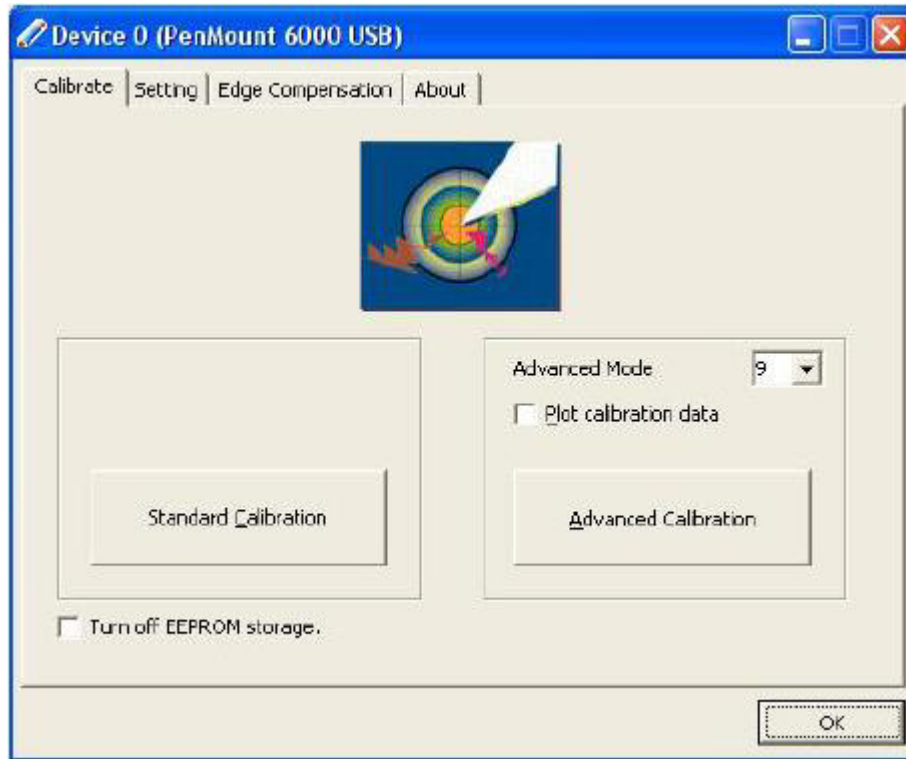 Device 0 (PenMount 6000 USB)
Calibrate Setting Edge Compensation About
Advanced Mode 9
Plot calibration data
Standard Calibration
Advanced Calibration
Turn off EEPROM storage.
OK